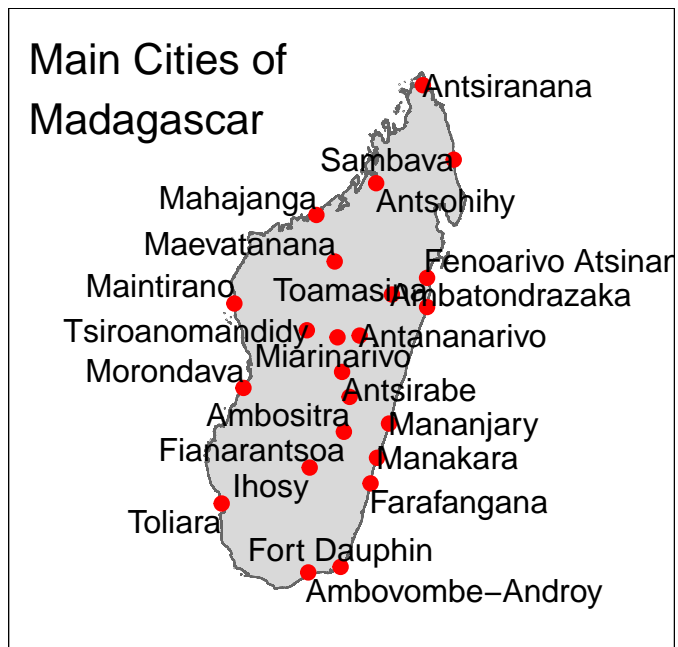 Main Cities of
Madagascar
Antsiranana
Sambava
Antsohihy
Mahajanga
Maevatanana
Fenoarivo Atsinan
Maintirano
Toamasina
Ambatondrazaka
Tsiroanomandidy
Antananarivo
Miarinarivo
Morondava
Antsirabe
Ambositra
Mananjary
Fianarantsoa
Manakara
Ihosy
Farafangana
Toliara
Fort Dauphin
Ambovombe−Androy